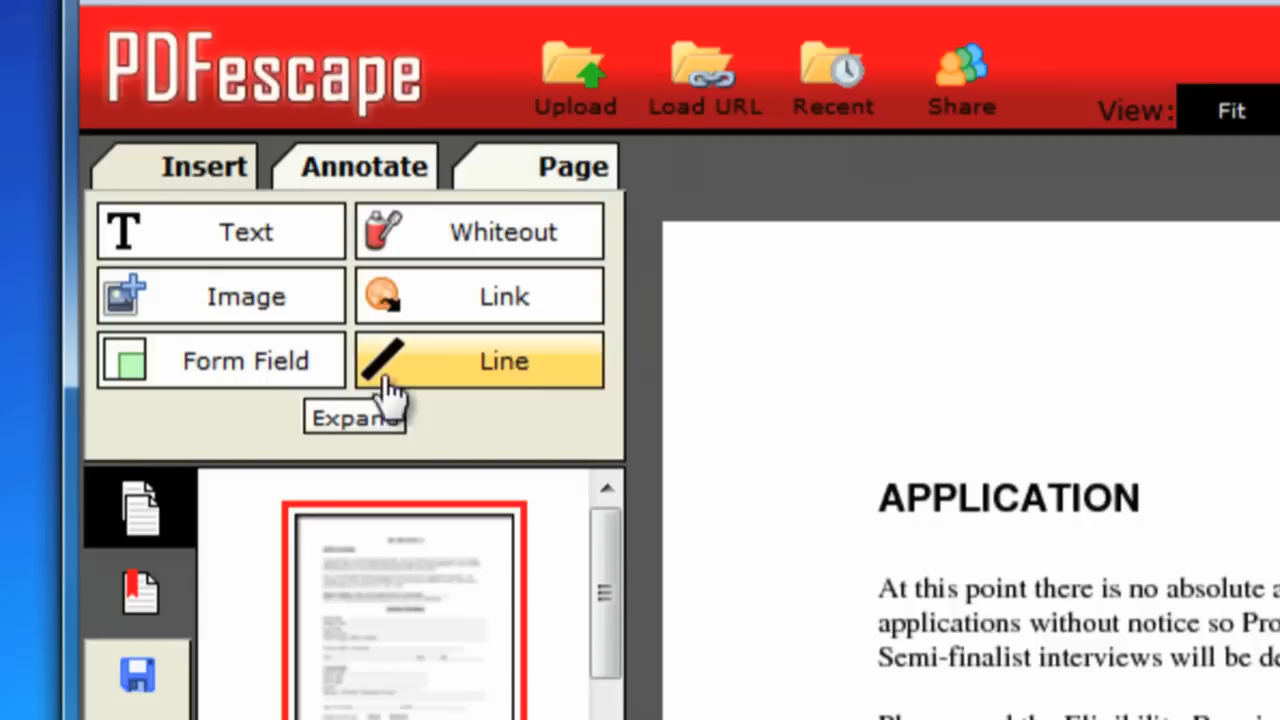 PDFescape
Upload Load URL Recent Share View: Fit
Insert Annotate Page
Text Whiteout
Image Link
Form Field Line
Expand
APPLICATION
At this point there is no absolute
applications without notice so
Semi-finalist interviews will be